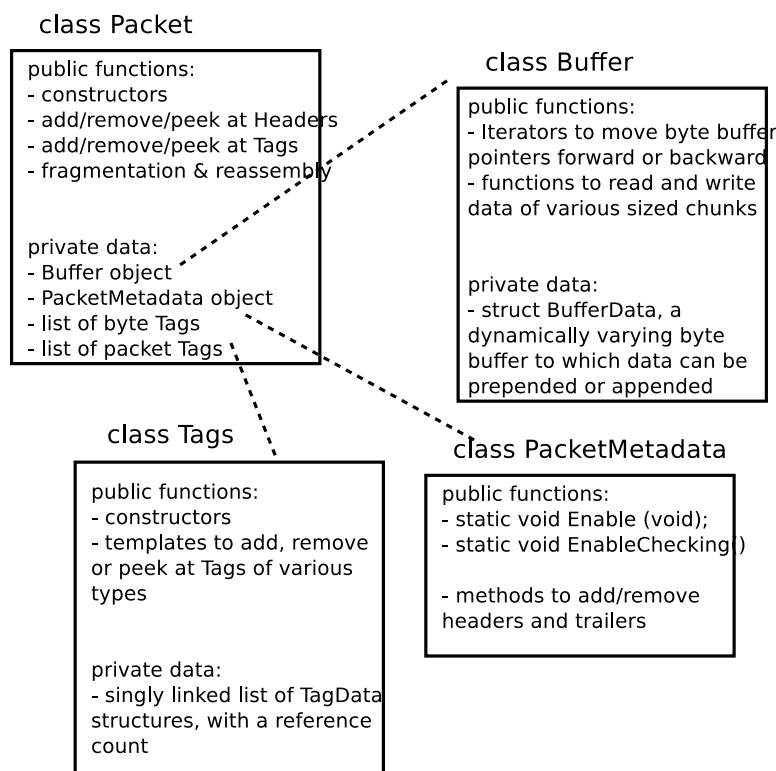 class Packet
public functions:
- constructors
- add/remove/peek at Headers
- add/remove/peek at Tags
- fragmentation & reassembly
private data:
- Buffer object
- PacketMetadata object
- list of byte Tags
- list of packet Tags
class Buffer
public functions:
- Iterators to move byte buffer
pointers forward or backward
- functions to read and write
data of various sized chunks
private data:
- struct BufferData, a
dynamically varying byte
buffer to which data can be
prepended or appended
class Tags
public functions:
- constructors
- templates to add, remove
or peek at Tags of various
types
private data:
- singly linked list of TagData
structures, with a reference
count
class PacketMetadata
public functions:
- static void Enable (void);
- static void EnableChecking()
- methods to add/remove
headers and trailers